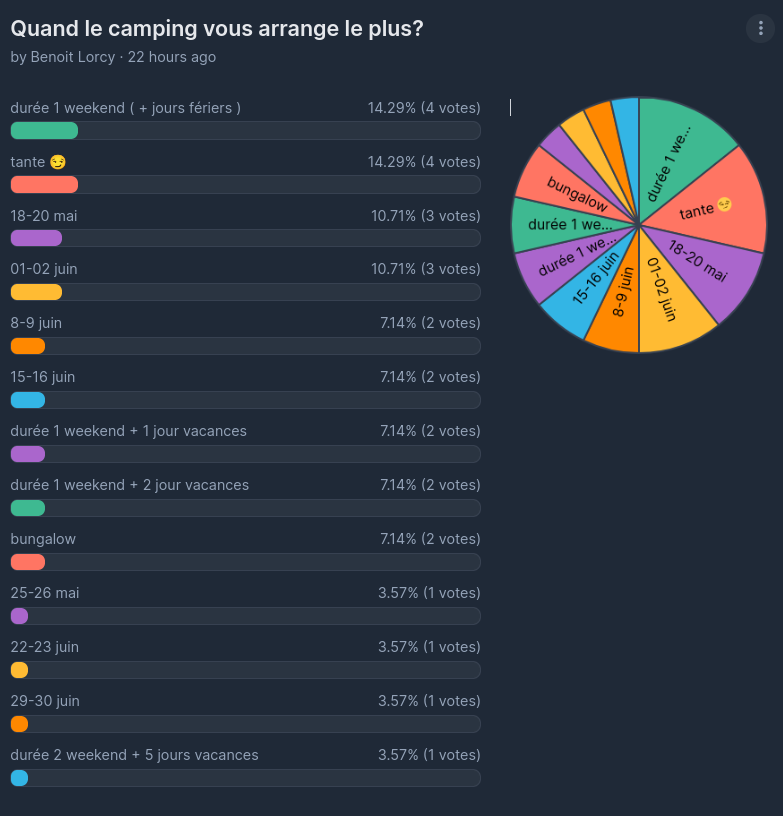 Quand le camping vous arrange le plus?
by Benoit Lorcy · 22 hours ago
durée 1 weekend ( + jours fériers ) 14.29% (4 votes)
tante 😏 14.29% (4 votes)
18-20 mai 10.71% (3 votes)
01-02 juin 10.71% (3 votes)
8-9 juin 7.14% (2 votes)
15-16 juin 7.14% (2 votes)
durée 1 weekend + 1 jour vacances 7.14% (2 votes)
durée 1 weekend + 2 jour vacances 7.14% (2 votes)
bungalow 7.14% (2 votes)
25-26 mai 3.57% (1 votes)
22-23 juin 3.57% (1 votes)
29-30 juin 3.57% (1 votes)
durée 2 weekend + 5 jours vacances 3.57% (1 votes)
durée 1 we...
tante 😏
18-20 mai
01-02 juin
8-9 juin
15-16 juin
durée 1 we...
durée 1 we...
bungalow